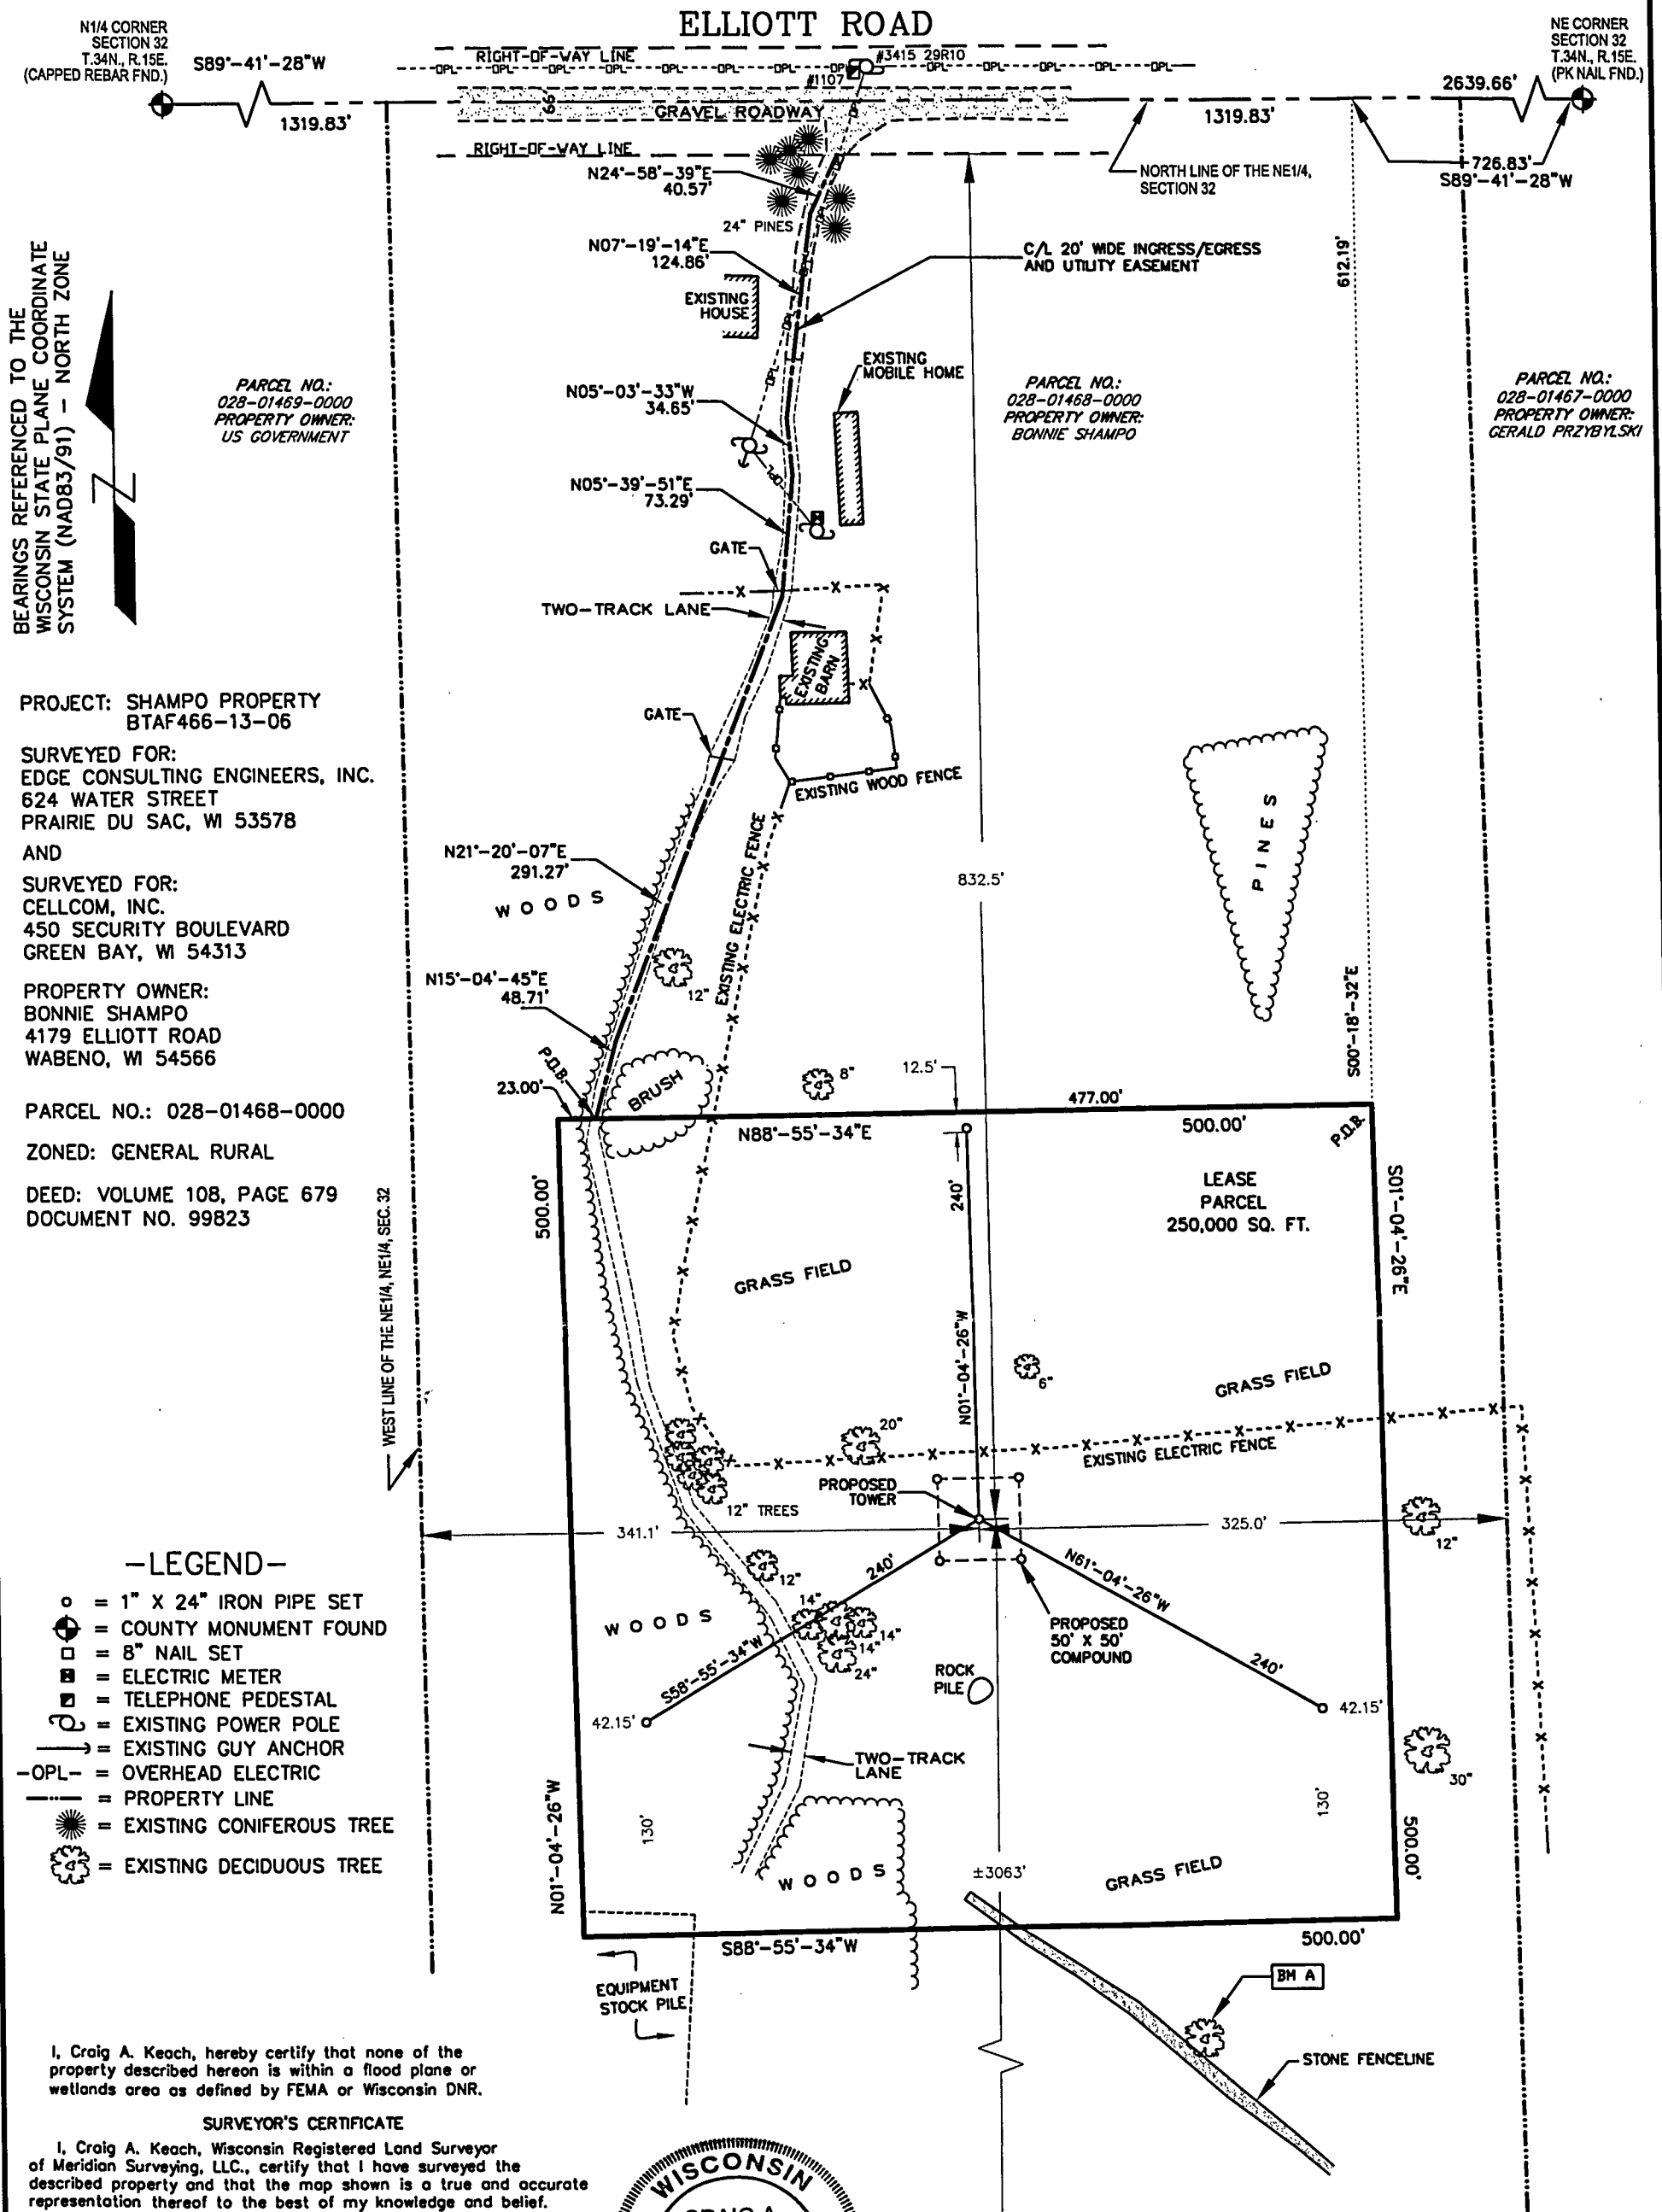 ELLIOTT ROAD
N1/4 CORNER
SECTION 32
T.34N., R.15E.
(CAPPED REBAR FND.)
S89°-41'-28"W
1319.83'
RIGHT-OF-WAY LINE
OPL OPL OPL OPL OPL OPL OPL OPL OPL OPL
#3415 29R10
#1107
66'
GRAVEL ROADWAY
RIGHT-OF-WAY LINE
NE CORNER
SECTION 32
T.34N., R.15E.
(PK NAIL FND.)
2639.66'
1319.83'
726.83'
S89°-41'-28"W
NORTH LINE OF THE NE1/4,
SECTION 32
N24°-58'-39"E
40.57'
24" PINES
N07°-19'-14"E
124.86'
C/L 20' WIDE INGRESS/EGRESS
AND UTILITY EASEMENT
612.19'
EXISTING
HOUSE
EXISTING
MOBILE HOME
BEARINGS REFERENCED TO THE
WISCONSIN STATE PLANE COORDINATE
SYSTEM (NAD83/91) - NORTH ZONE
PARCEL NO.:
028-01469-0000
PROPERTY OWNER:
US GOVERNMENT
N05°-03'-33"W
34.65'
PARCEL NO.:
028-01468-0000
PROPERTY OWNER:
BONNIE SHAMPO
PARCEL NO.:
028-01467-0000
PROPERTY OWNER:
GERALD PRZYBYLSKI
N05°-39'-51"E
73.29'
GATE
TWO-TRACK LANE
EXISTING
BARN
GATE
EXISTING WOOD FENCE
EXISTING ELECTRIC FENCE
PROJECT: SHAMPO PROPERTY
BTAF466-13-06
SURVEYED FOR:
EDGE CONSULTING ENGINEERS, INC.
624 WATER STREET
PRAIRIE DU SAC, WI 53578
AND
SURVEYED FOR:
CELLCOM, INC.
450 SECURITY BOULEVARD
GREEN BAY, WI 54313
PROPERTY OWNER:
BONNIE SHAMPO
4179 ELLIOTT ROAD
WABENO, WI 54566
PARCEL NO.: 028-01468-0000
ZONED: GENERAL RURAL
DEED: VOLUME 108, PAGE 679
DOCUMENT NO. 99823
N21°-20'-07"E
291.27'
WOODS
832.5'
PINES
12"
N15°-04'-45"E
48.71'
S00°-18'-32"E
P.O.B.
23.00'
BRUSH
8"
12.5'
477.00'
N88°-55'-34"E
500.00'
P.O.B.
500.00'
240'
LEASE
PARCEL
250,000 SQ. FT.
S01°-04'-26"E
WEST LINE OF THE NE1/4, NE1/4, SEC. 32
GRASS FIELD
N01°-04'-26"W
6"
GRASS FIELD
20"
EXISTING ELECTRIC FENCE
PROPOSED
TOWER
12" TREES
341.1'
325.0'
12"
12"
240'
N61°-04'-26"W
14"
14"
14"
24"
WOODS
S58°-55'-34"W
PROPOSED
50' X 50'
COMPOUND
240'
ROCK
PILE
42.15'
42.15'
TWO-TRACK
LANE
30"
130'
130'
N01°-04'-26"W
500.00'
WOODS
±3063'
GRASS FIELD
S88°-55'-34"W
500.00'
EQUIPMENT
STOCK PILE
BM A
STONE FENCELINE
-LEGEND-
= 1" X 24" IRON PIPE SET
= COUNTY MONUMENT FOUND
= 8" NAIL SET
= ELECTRIC METER
= TELEPHONE PEDESTAL
= EXISTING POWER POLE
= EXISTING GUY ANCHOR
-OPL- = OVERHEAD ELECTRIC
= PROPERTY LINE
= EXISTING CONIFEROUS TREE
= EXISTING DECIDUOUS TREE
I, Craig A. Keach, hereby certify that none of the
property described hereon is within a flood plane or
wetlands area as defined by FEMA or Wisconsin DNR.
SURVEYOR'S CERTIFICATE
I, Craig A. Keach, Wisconsin Registered Land Surveyor
of Meridian Surveying, LLC., certify that I have surveyed the
described property and that the map shown is a true and accurate
representation thereof to the best of my knowledge and belief.
WISCONSIN
CRAIG A.